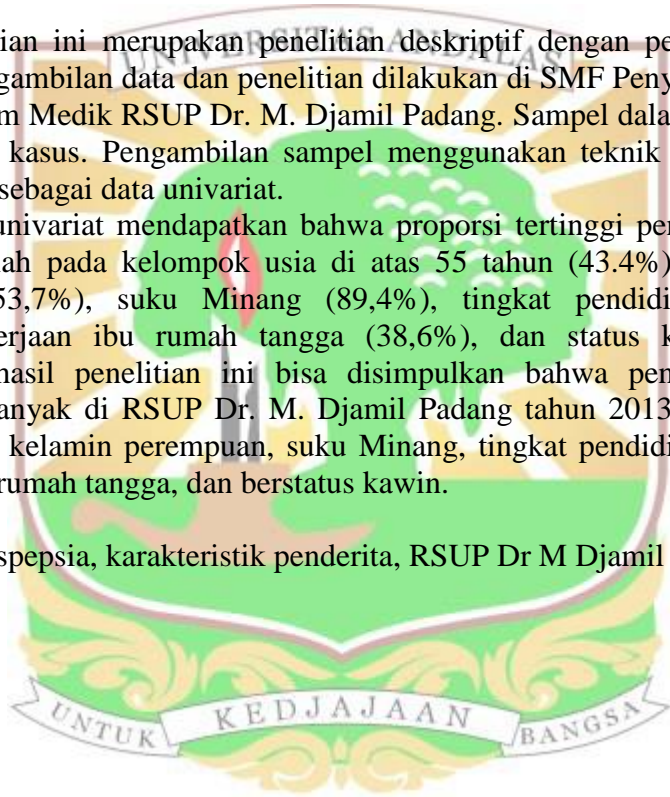 ian ini merupakan penelitian deskriptif dengan pe
UNIVERSITAS ANDALAS
gambilan data dan penelitian dilakukan di SMF Peny
m Medik RSUP Dr. M. Djamil Padang. Sampel dala
kasus. Pengambilan sampel menggunakan teknik
sebagai data univariat.
univariat mendapatkan bahwa proporsi tertinggi per
lah pada kelompok usia di atas 55 tahun (43.4%)
53,7%), suku Minang (89,4%), tingkat pendidi
erjaan ibu rumah tangga (38,6%), dan status k
hasil penelitian ini bisa disimpulkan bahwa pen
anyak di RSUP Dr. M. Djamil Padang tahun 2013
kelamin perempuan, suku Minang, tingkat pendidi
rumah tangga, dan berstatus kawin.
spepsia, karakteristik penderita, RSUP Dr M Djamil
UNTUK KEDJAJAAN BANGSA